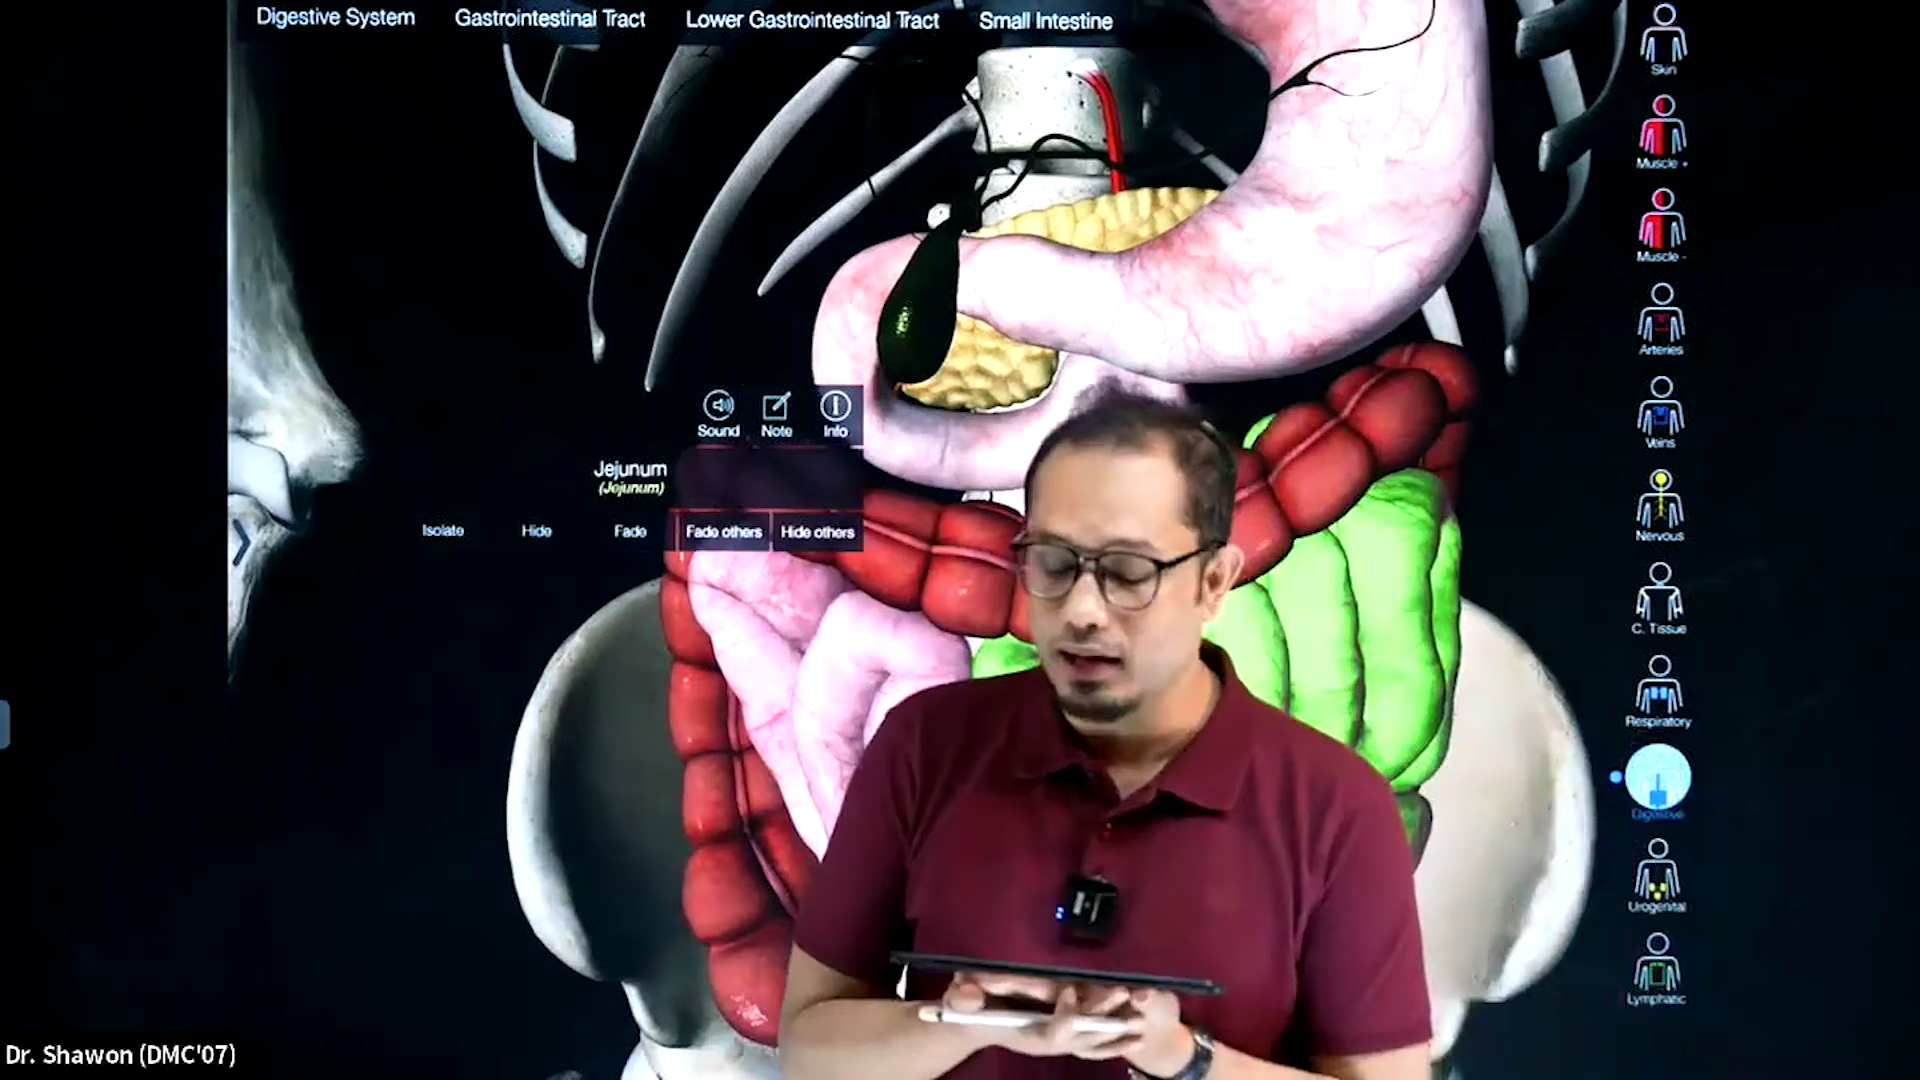 Digestive System Gastrointestinal Tract Lower Gastrointestinal Tract Small Intestine
Skin
Muscle +
Muscle -
Arteries
Veins
Nervous
C. Tissue
Respiratory
Digestive
Urogenital
Lymphatic
Sound Note Info
Jejunum
(Jejunum)
Isolate Hide Fade Fade others Hide others
Dr. Shawon (DMC'07)